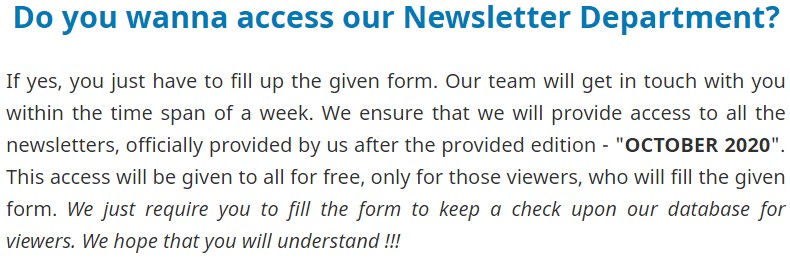 Do you wanna access our Newsletter Department?
If yes, you just have to fill up the given form. Our team will get in touch with you
within the time span of a week. We ensure that we will provide access to all the
newsletters, officially provided by us after the provided edition - "OCTOBER 2020".
This access will be given to all for free, only for those viewers, who will fill the given
form. We just require you to fill the form to keep a check upon our database for
viewers. We hope that you will understand !!!